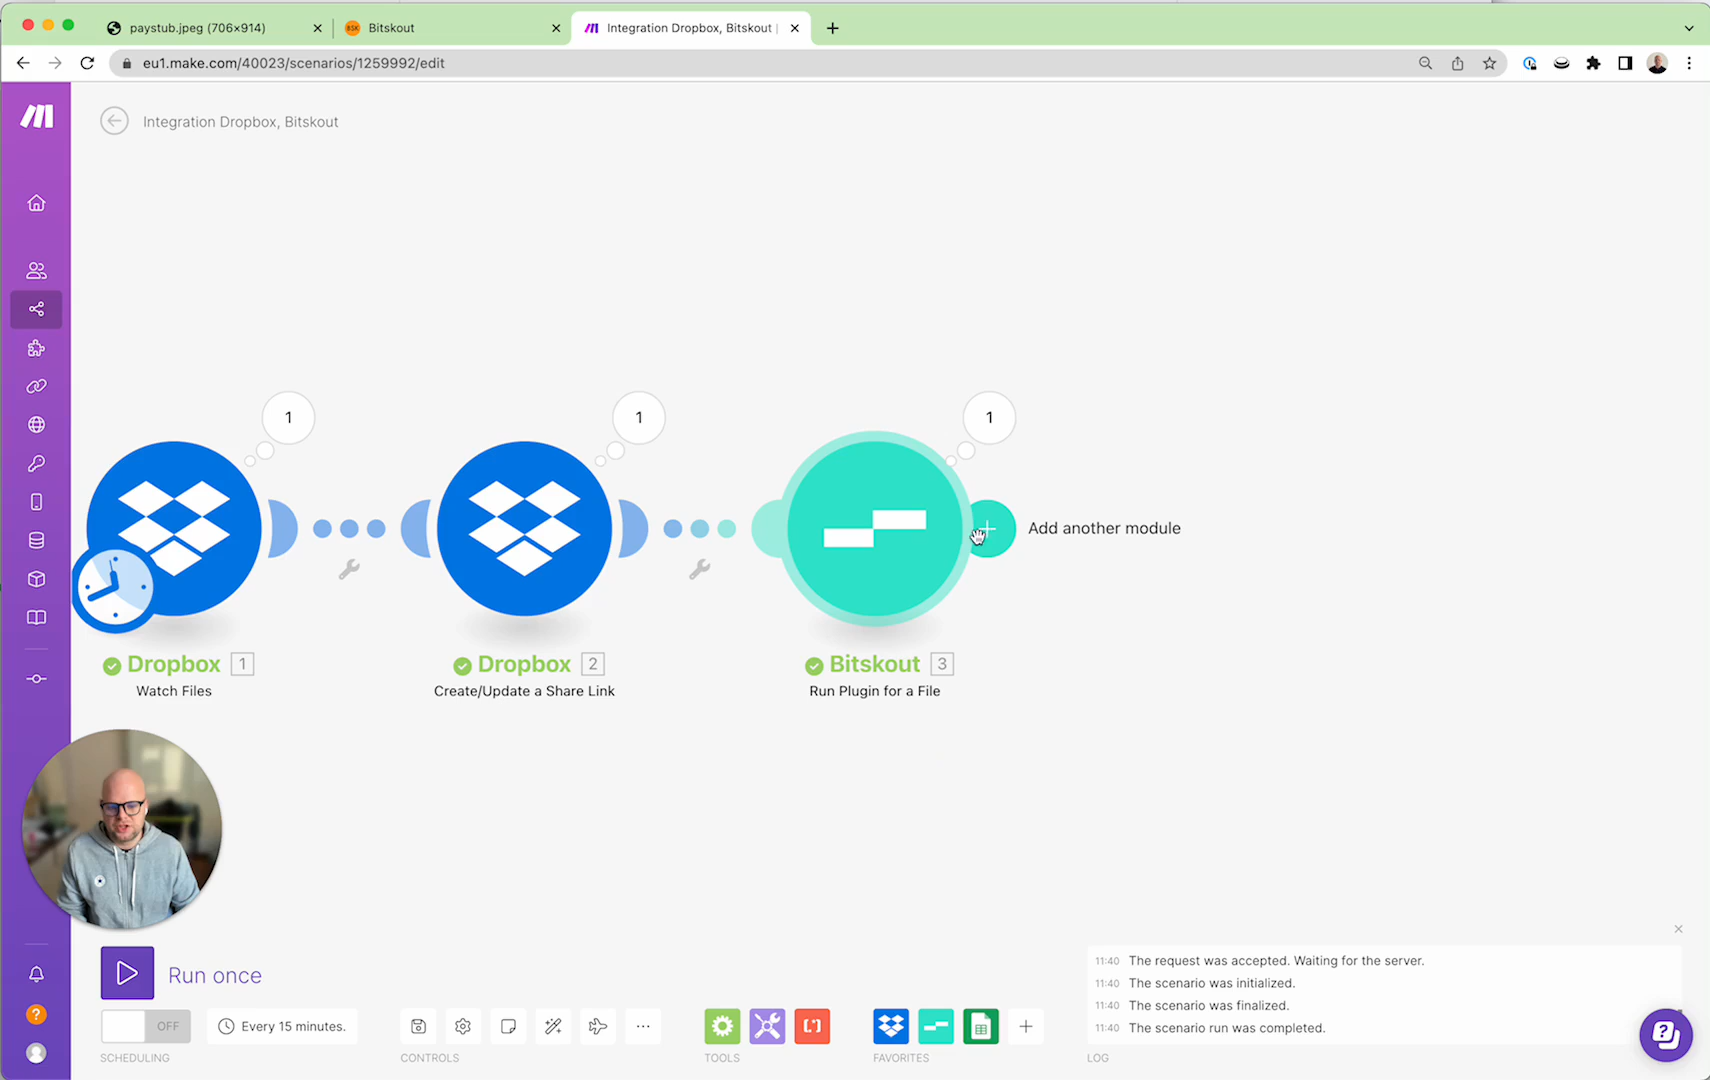 paystub.jpeg (706×914)
BSK
Bitskout
Integration Dropbox, Bitskout |
eu1.make.com/40023/scenarios/1259992/edit
Integration Dropbox, Bitskout
1
1
1
Add another module
Dropbox 1
Watch Files
Dropbox 2
Create/Update a Share Link
Bitskout 3
Run Plugin for a File
Run once
OFF
Every 15 minutes.
SCHEDULING
CONTROLS
TOOLS
FAVORITES
11:40 The request was accepted. Waiting for the server.
11:40 The scenario was initialized.
11:40 The scenario was finalized.
11:40 The scenario run was completed.
LOG